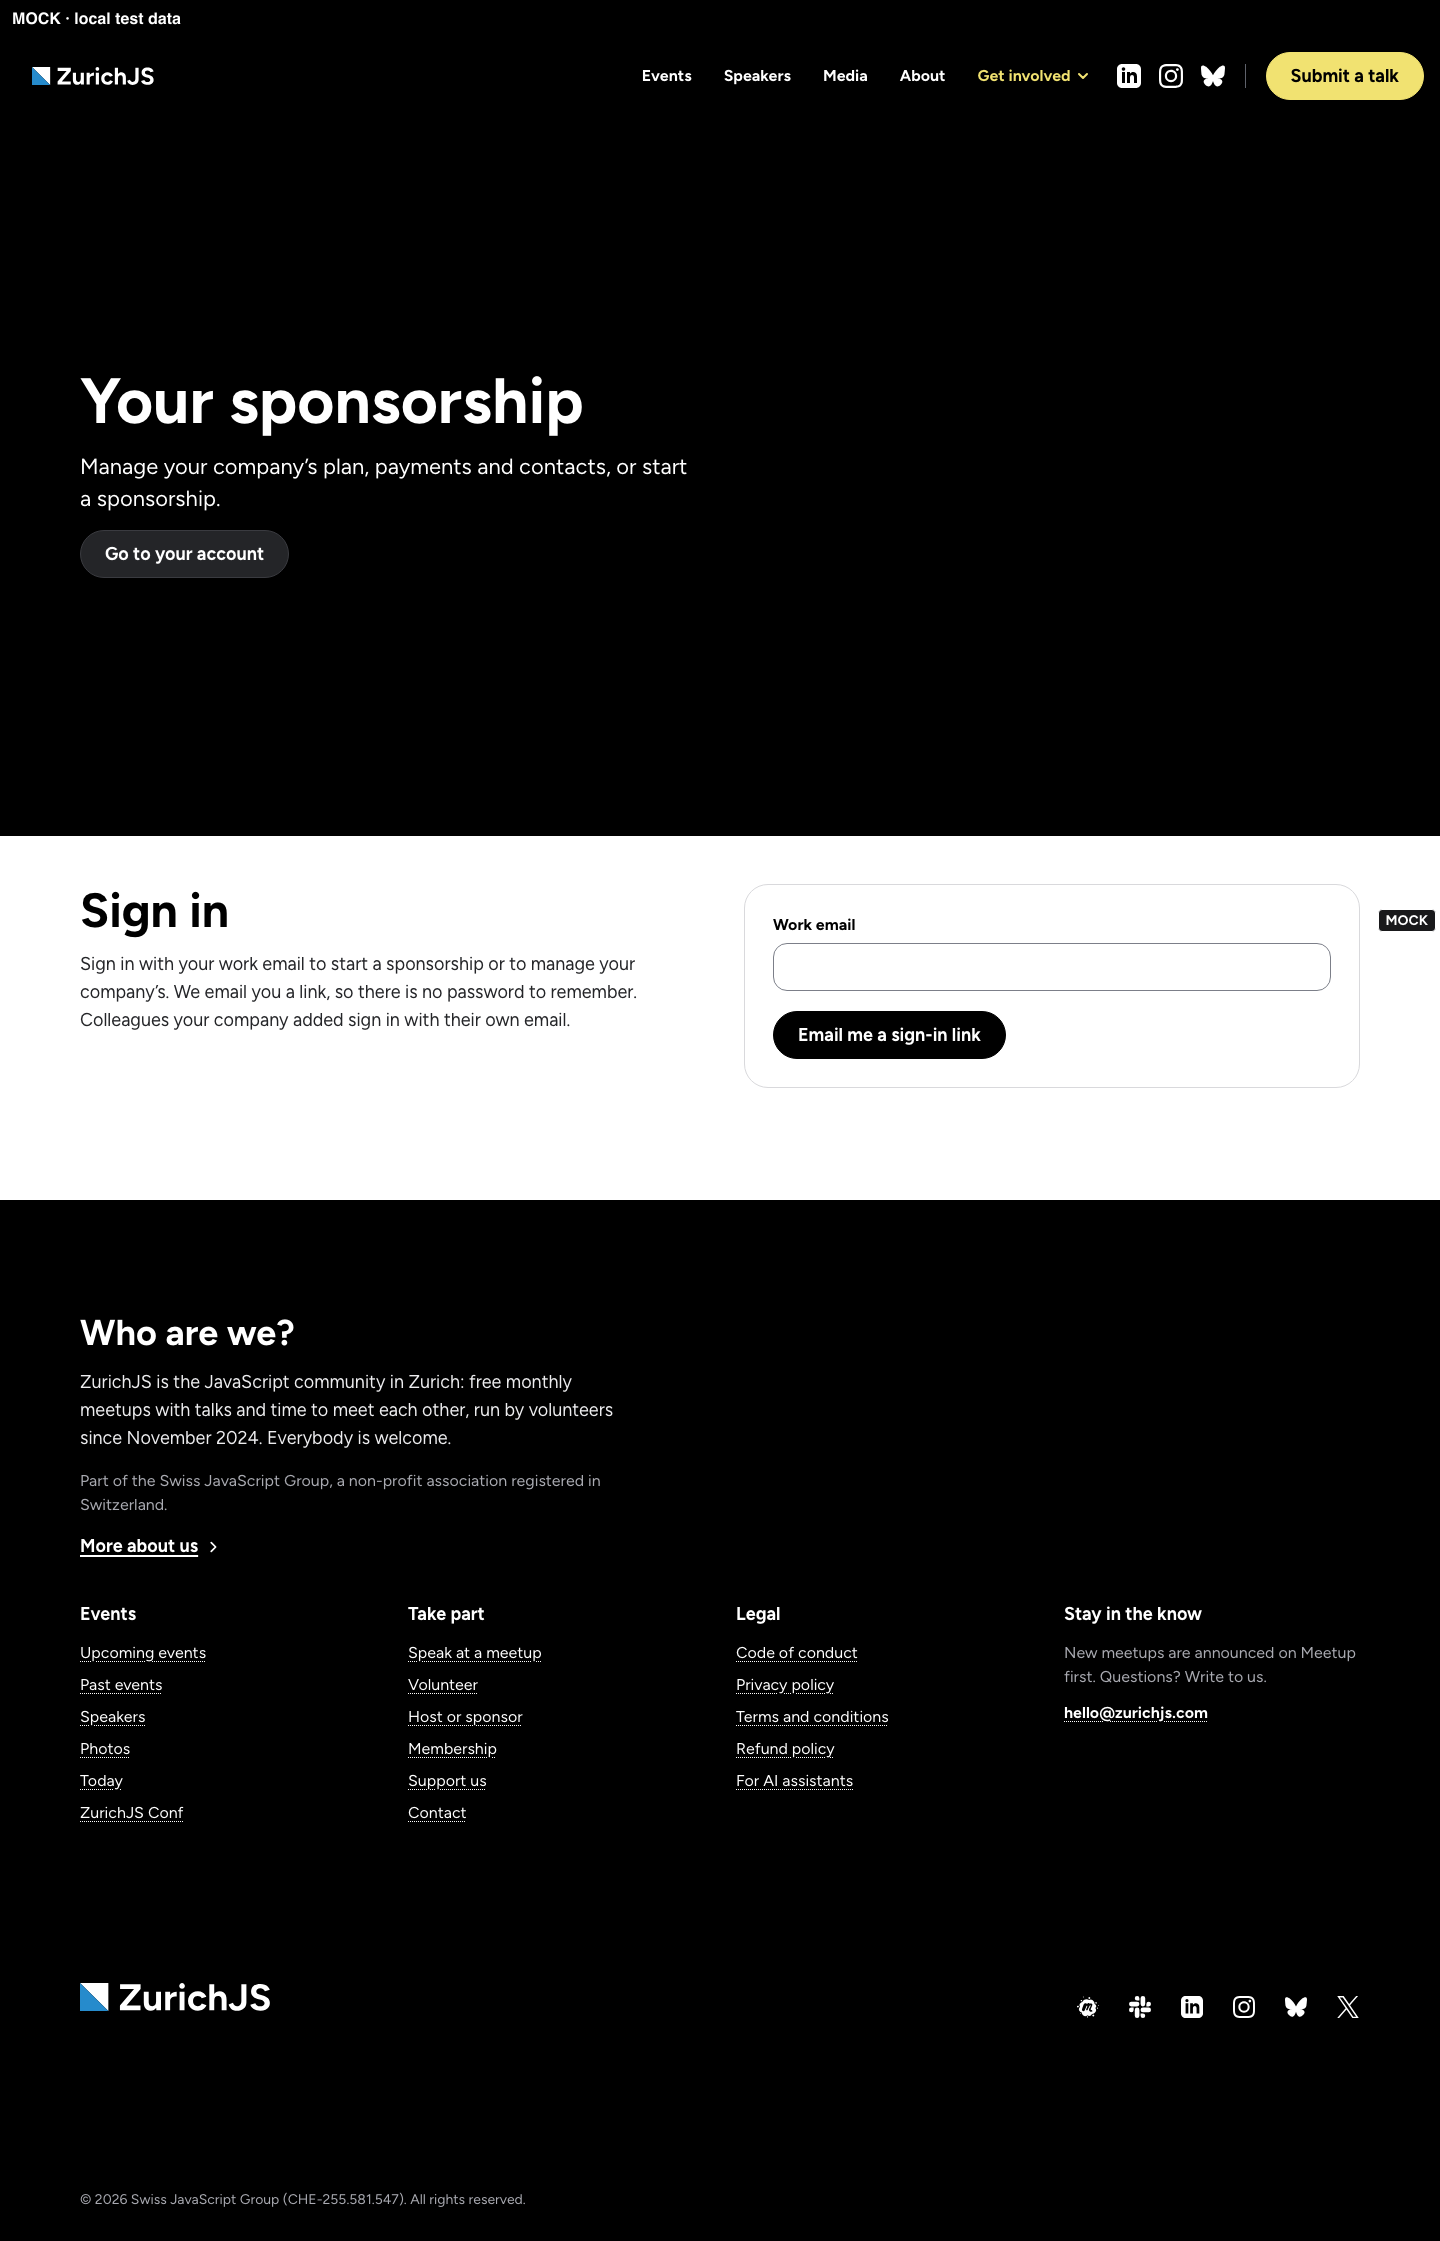 MOCK · local test data
ZurichJS
Events
Speakers
Media
About
Get involved
Submit a talk
Your sponsorship
Manage your company’s plan, payments and contacts, or start
a sponsorship.
Go to your account
Sign in
Sign in with your work email to start a sponsorship or to manage your
company’s. We email you a link, so there is no password to remember.
Colleagues your company added sign in with their own email.
Work email
Email me a sign-in link
MOCK
Who are we?
ZurichJS is the JavaScript community in Zurich: free monthly
meetups with talks and time to meet each other, run by volunteers
since November 2024. Everybody is welcome.
Part of the Swiss JavaScript Group, a non-profit association registered in
Switzerland.
More about us
Events
Upcoming events
Past events
Speakers
Photos
Today
ZurichJS Conf
Take part
Speak at a meetup
Volunteer
Host or sponsor
Membership
Support us
Contact
Legal
Code of conduct
Privacy policy
Terms and conditions
Refund policy
For AI assistants
Stay in the know
New meetups are announced on Meetup
first. Questions? Write to us.
hello@zurichjs.com
ZurichJS
© 2026 Swiss JavaScript Group (CHE-255.581.547). All rights reserved.